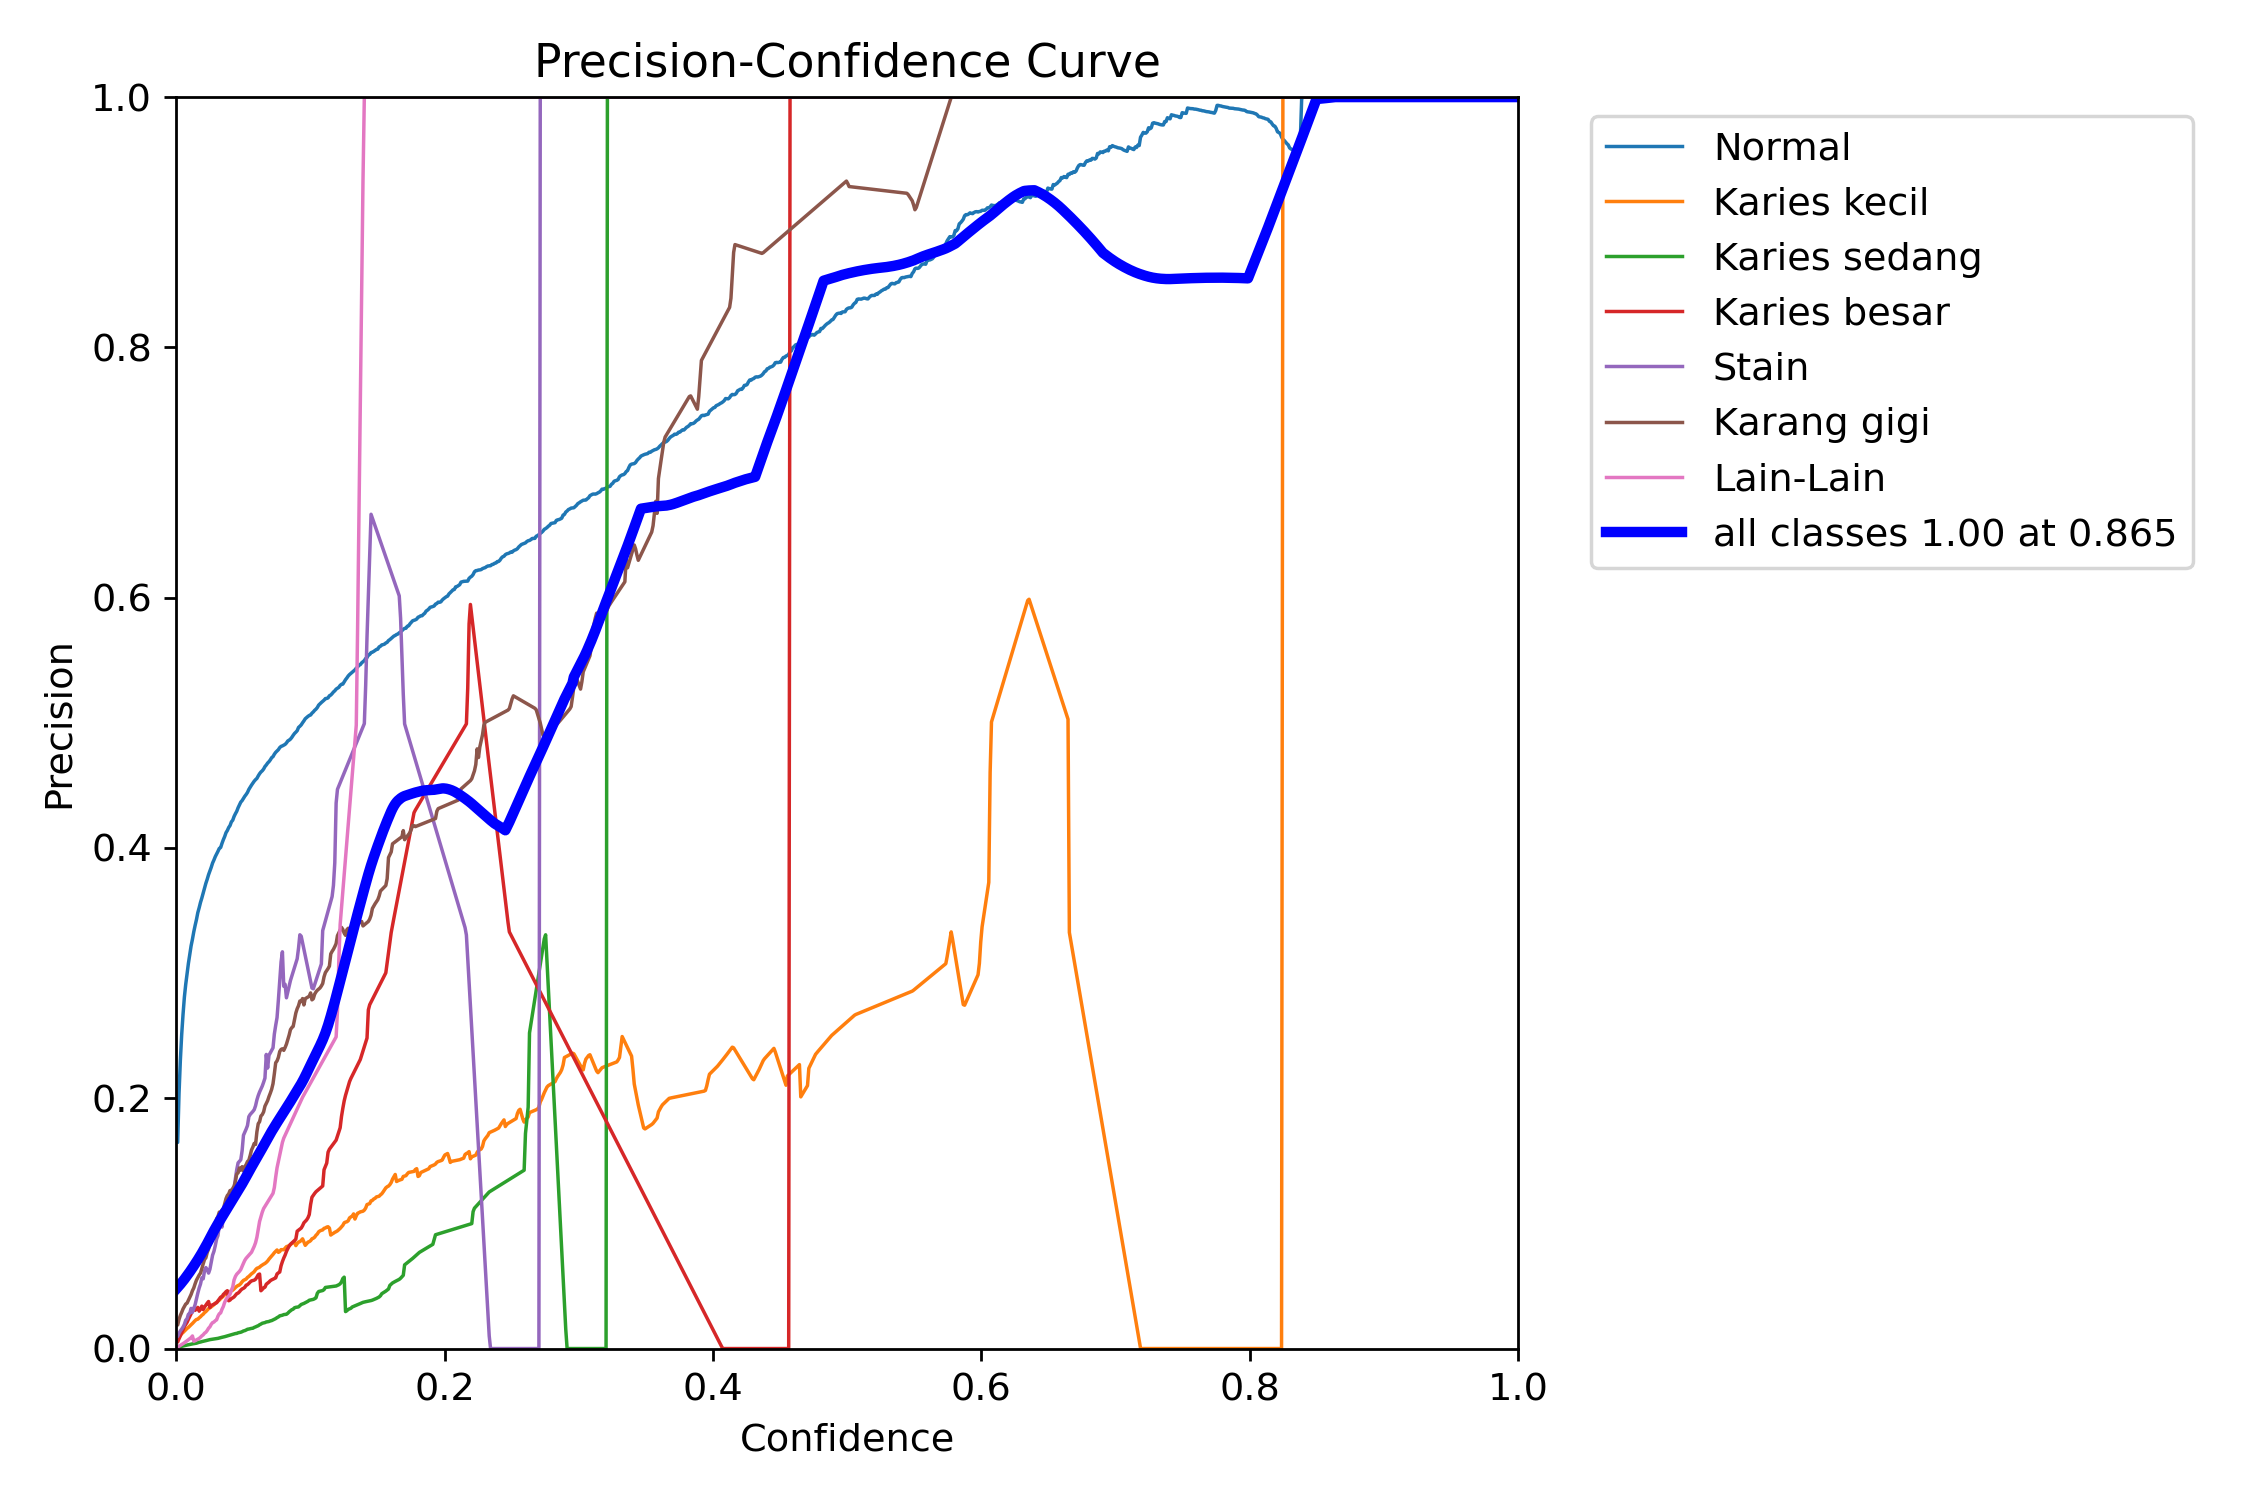 Precision-Confidence Curve
1.0
0.8
0.6
0.4
0.2
0.0
Precision
0.0 0.2 0.4 0.6 0.8 1.0
Confidence
Normal
Karies kecil
Karies sedang
Karies besar
Stain
Karang gigi
Lain-Lain
all classes 1.00 at 0.865